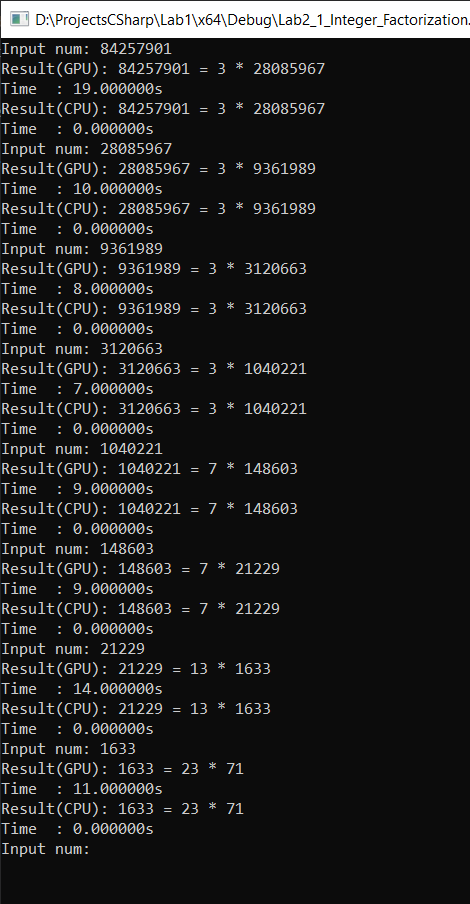 D:\ProjectsCSharp\Lab1\x64\Debug\Lab2_1_Integer_Factorization.
Input num: 84257901
Result(GPU): 84257901 = 3 * 28085967
Time  : 19.000000s
Result(CPU): 84257901 = 3 * 28085967
Time  : 0.000000s
Input num: 28085967
Result(GPU): 28085967 = 3 * 9361989
Time  : 10.000000s
Result(CPU): 28085967 = 3 * 9361989
Time  : 0.000000s
Input num: 9361989
Result(GPU): 9361989 = 3 * 3120663
Time  : 8.000000s
Result(CPU): 9361989 = 3 * 3120663
Time  : 0.000000s
Input num: 3120663
Result(GPU): 3120663 = 3 * 1040221
Time  : 7.000000s
Result(CPU): 3120663 = 3 * 1040221
Time  : 0.000000s
Input num: 1040221
Result(GPU): 1040221 = 7 * 148603
Time  : 9.000000s
Result(CPU): 1040221 = 7 * 148603
Time  : 0.000000s
Input num: 148603
Result(GPU): 148603 = 7 * 21229
Time  : 9.000000s
Result(CPU): 148603 = 7 * 21229
Time  : 0.000000s
Input num: 21229
Result(GPU): 21229 = 13 * 1633
Time  : 14.000000s
Result(CPU): 21229 = 13 * 1633
Time  : 0.000000s
Input num: 1633
Result(GPU): 1633 = 23 * 71
Time  : 11.000000s
Result(CPU): 1633 = 23 * 71
Time  : 0.000000s
Input num: